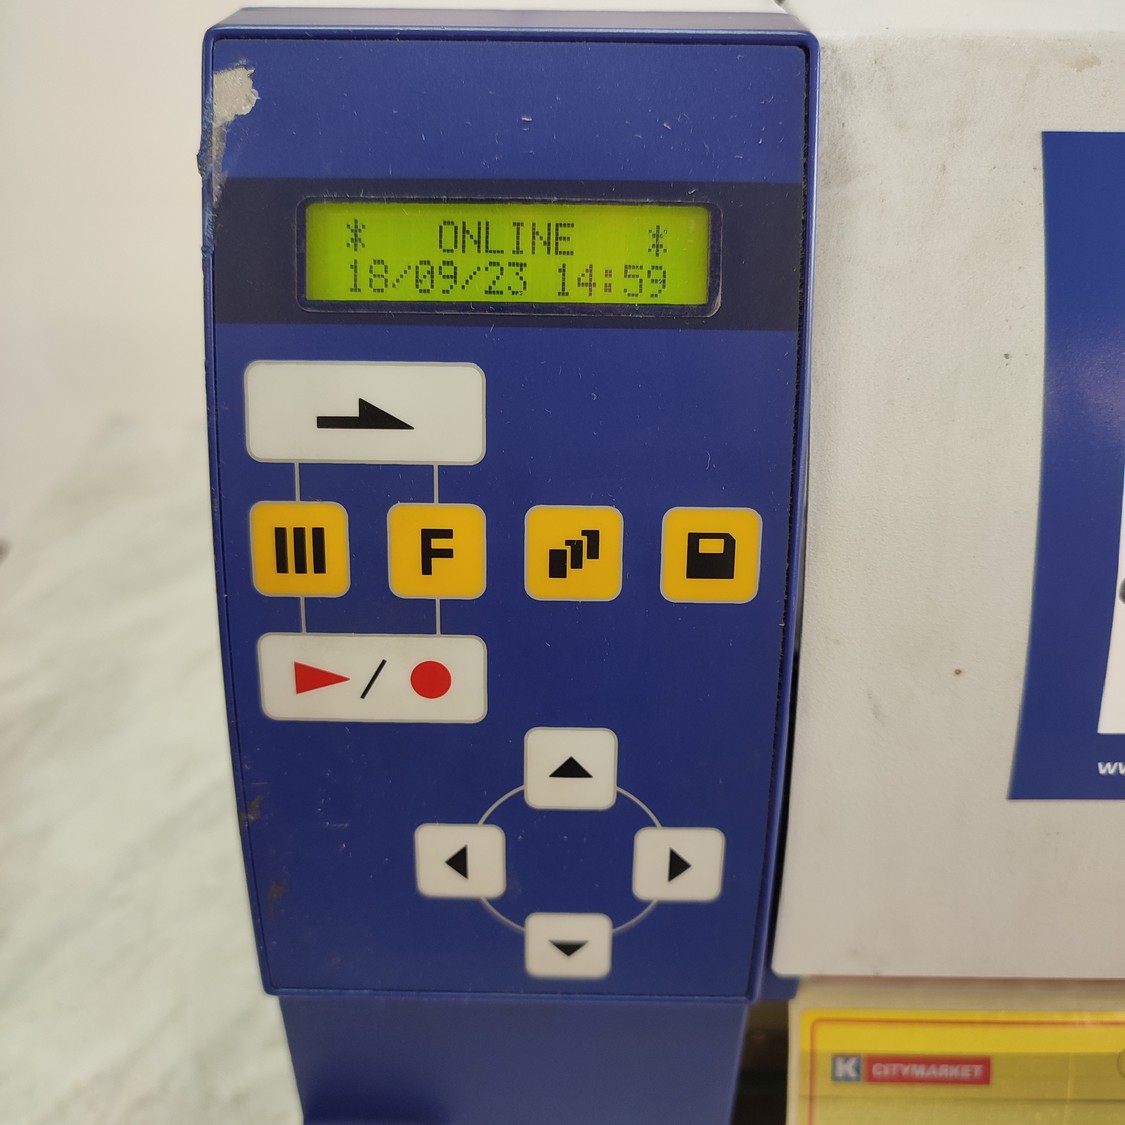 * ONLINE *
18/09/23 14:59
F
/
K CITYMARKET